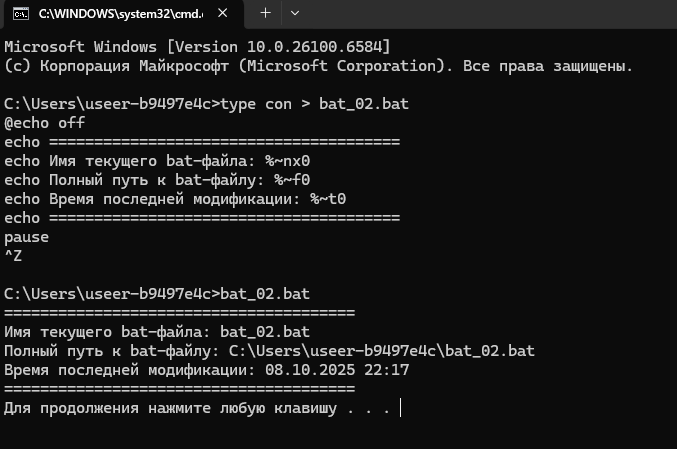 C:\WINDOWS\system32\cmd.e
Microsoft Windows [Version 10.0.26100.6584]
(c) Корпорация Майкрософт (Microsoft Corporation). Все права защищены.
C:\Users\useer-b9497e4c>type con > bat_02.bat
@echo off
echo =======================================
echo Имя текущего bat-файла: %~nx0
echo Полный путь к bat-файлу: %~f0
echo Время последней модификации: %~t0
echo =======================================
pause
^Z
C:\Users\useer-b9497e4c>bat_02.bat
=======================================
Имя текущего bat-файла: bat_02.bat
Полный путь к bat-файлу: C:\Users\useer-b9497e4c\bat_02.bat
Время последней модификации: 08.10.2025 22:17
=======================================
Для продолжения нажмите любую клавишу . . .